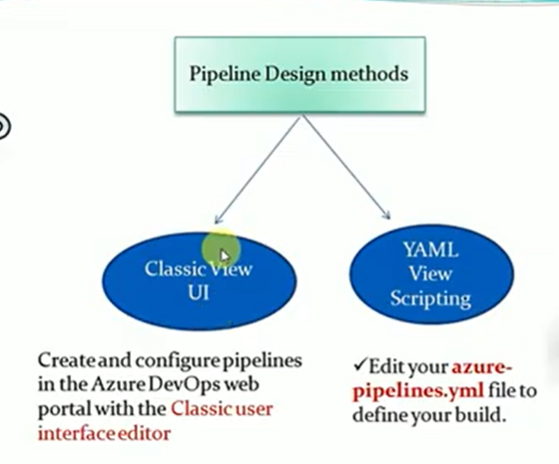 Pipeline Design methods
Classic View
UI
YAML
View
Scripting
Create and configure pipelines
in the Azure DevOps web
portal with the Classic user
interface editor
✓Edit your azure-
pipelines.yml file to
define your build.